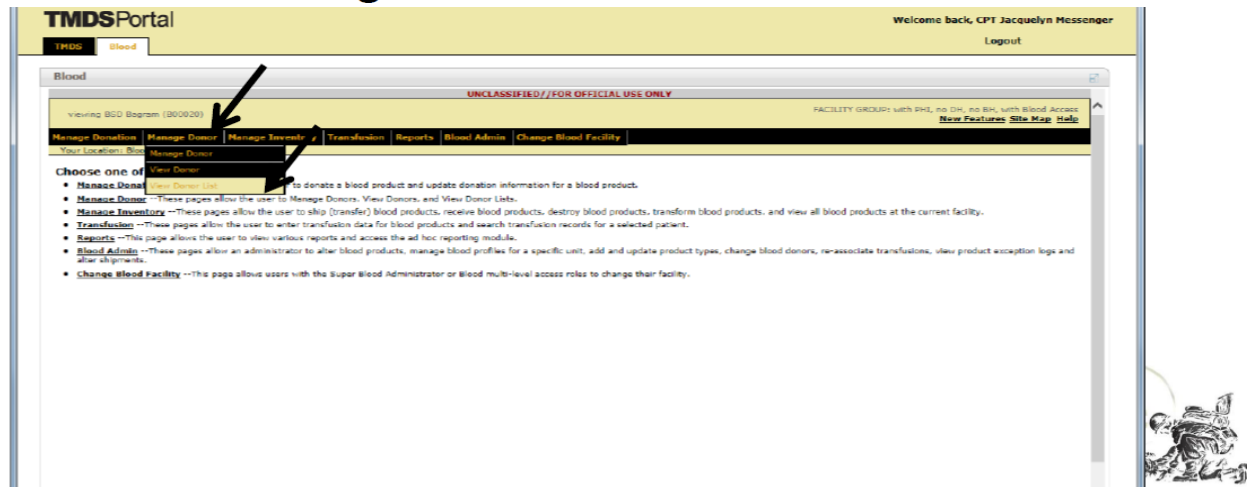 TMDSPortal
Welcome back, CPT Jacquelyn Messenger
Logout
TMDS Blood
Blood
UNCLASSIFIED//FOR OFFICIAL USE ONLY
viewing BSD Bagram (B00020)
FACILITY GROUP: with PHI, no DH, no BH, with Blood Access
New Features Site Map Help
Manage Donation Manage Donor Manage Inventory Transfusion Reports Blood Admin Change Blood Facility
Your Location: Bloo
Manage Donor
View Donor
View Donor List
Choose one of
• Manage Donat to donate a blood product and update donation information for a blood product.
• Manage Donor --These pages allow the user to Manage Donors, View Donors, and View Donor Lists.
• Manage Inventory --These pages allow the user to ship (transfer) blood products, receive blood products, destroy blood products, transform blood products, and view all blood products at the current facility.
• Transfusion --These pages allow the user to enter transfusion data for blood products and search transfusion records for a selected patient.
• Reports --This page allows the user to view various reports and access the ad hoc reporting module.
• Blood Admin --These pages allow an administrator to alter blood products, manage blood profiles for a specific unit, add and update product types, change blood donors, re-associate transfusions, view product exception logs and
alter shipments.
• Change Blood Facility --This page allows users with the Super Blood Administrator or Blood multi-level access roles to change their facility.